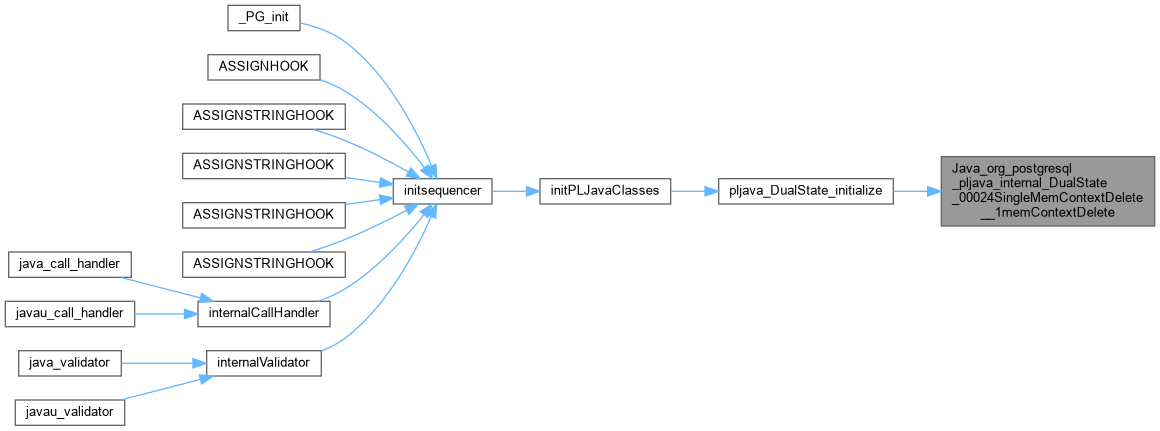 _PG_init
ASSIGNHOOK
ASSIGNSTRINGHOOK
ASSIGNSTRINGHOOK
ASSIGNSTRINGHOOK
ASSIGNSTRINGHOOK
java_call_handler
javau_call_handler
internalCallHandler
java_validator
javau_validator
internalValidator
initsequencer
initPLJavaClasses
pljava_DualState_initialize
Java_org_postgresql
_pljava_internal_DualState
_00024SingleMemContextDelete
__1memContextDelete